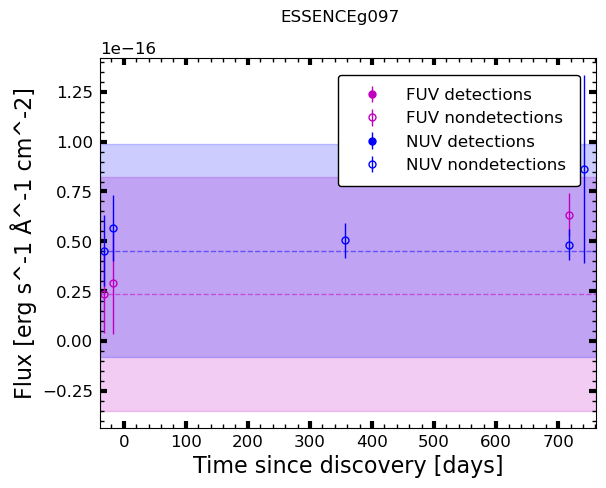 ESSENCEg097
1e−16
FUV detections
FUV nondetections
NUV detections
NUV nondetections
1.25
1.00
0.75
0.50
0.25
0.00
−0.25
Flux [erg s^-1 Å^-1 cm^-2]
0 100 200 300 400 500 600 700
Time since discovery [days]